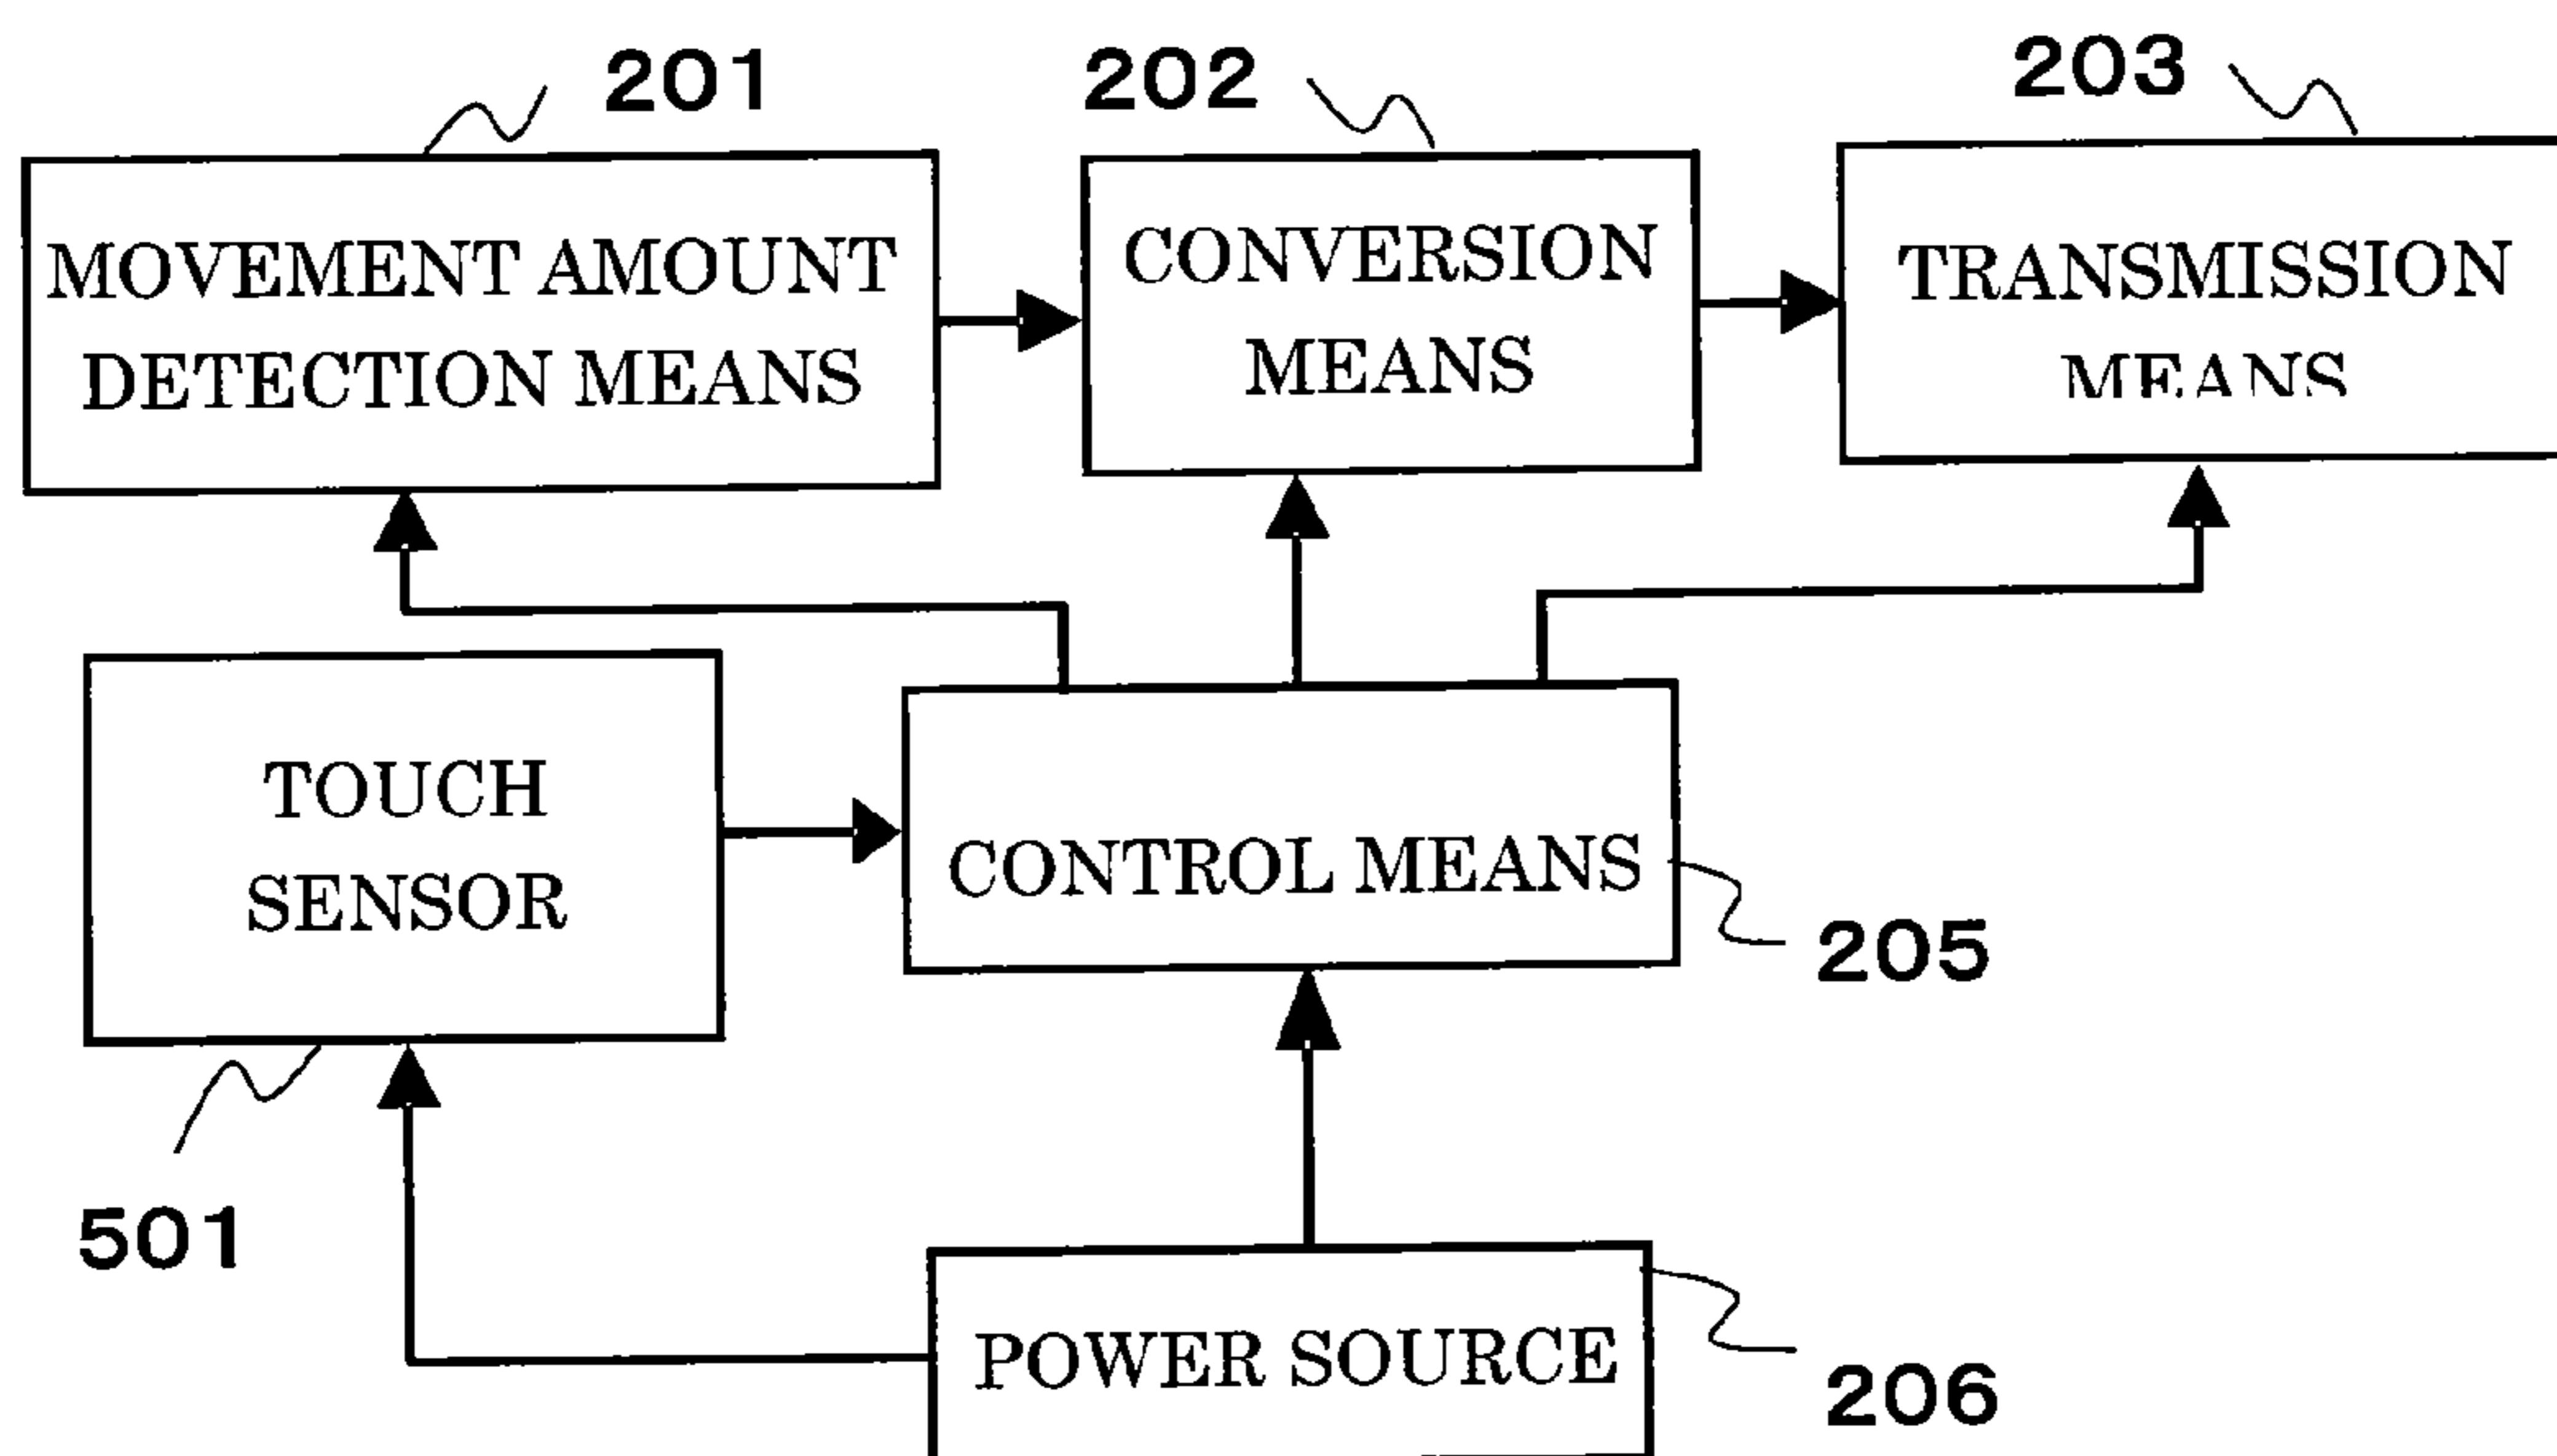 201
202
203
MOVEMENT AMOUNT
DETECTION MEANS
CONVERSION
MEANS
TRANSMISSION
MEANS
TOUCH
SENSOR
CONTROL MEANS
205
501
POWER SOURCE
206